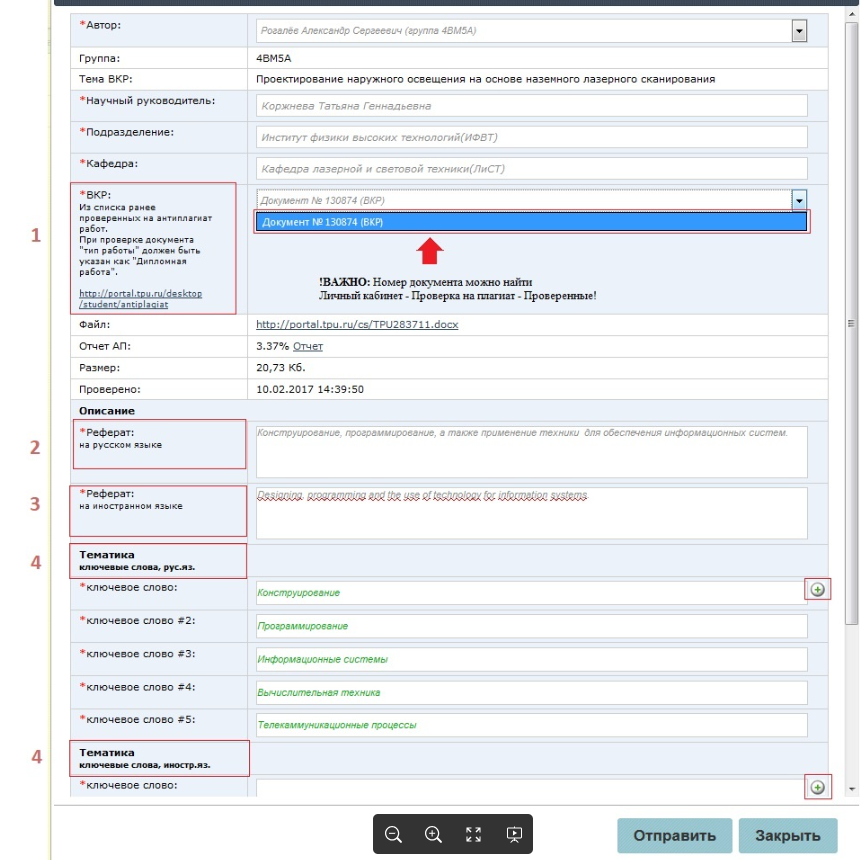 *Автор:
Рогалёв Александр Сергеевич (группа 4ВМ5А)
Группа:
4ВМ5А
Тема ВКР:
Проектирование наружного освещения на основе наземного лазерного сканирования
*Научный руководитель:
Коржнева Татьяна Геннадьевна
*Подразделение:
Институт физики высоких технологий(ИФВТ)
*Кафедра:
Кафедра лазерной и световой техники(ЛиСТ)
1
*ВКР:
Из списка ранее
проверенных на антиплагиат
работ.
При проверке документа
"тип работы" должен быть
указан как "Дипломная
работа".
http://portal.tpu.ru/desktop
/student/antiplagiat
Документ № 130874 (ВКР)
Документ № 130874 (ВКР)
!ВАЖНО: Номер документа можно найти
Личный кабинет - Проверка на плагиат - Проверенные!
Файл:
http://portal.tpu.ru/cs/TPU283711.docx
Отчет АП:
3.37% Отчет
Размер:
20,73 Кб.
Проверено:
10.02.2017 14:39:50
Описание
2
*Реферат:
на русском языке
Конструирование, программирование, а также применение техники для обеспечения информационных систем.
3
*Реферат:
на иностранном языке
Designing, programming and the use of technology for information systems.
4
Тематика
ключевые слова, рус.яз.
*ключевое слово:
Конструирование
*ключевое слово #2:
Программирование
*ключевое слово #3:
Информационные системы
*ключевое слово #4:
Вычислительная техника
*ключевое слово #5:
Телекаммуникационные процессы
4
Тематика
ключевые слова, иностр.яз.
*ключевое слово:
Отправить
Закрыть